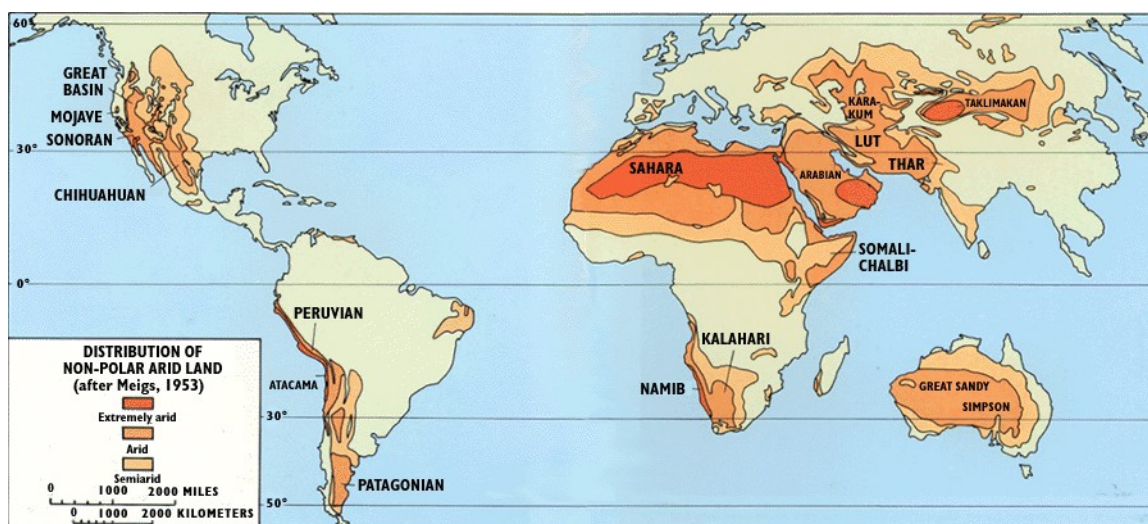 60°
GREAT
BASIN
MOJAVE
SONORAN
30°
CHIHUAHUAN
SAHARA
ARABIAN
KARA-
KUM
TAKLIMAKAN
LUT
THAR
SOMALI-
CHALBI
0°
PERUVIAN
ATACAMA
KALAHARI
NAMIB
GREAT SANDY
SIMPSON
30°
PATAGONIAN
50°
DISTRIBUTION OF
NON-POLAR ARID LAND
(after Meigs, 1953)
Extremely arid
Arid
Semiarid
0 1000 2000 MILES
0 1000 2000 KILOMETERS